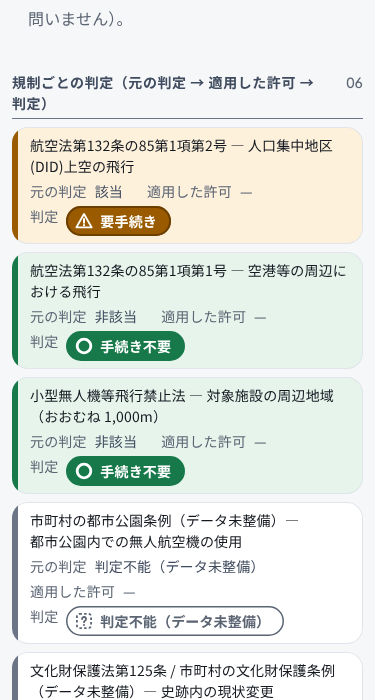 問いません）。
規制ごとの判定（元の判定 → 適用した許可 → 判定） 06
航空法第132条の85第1項第2号 — 人口集中地区
(DID)上空の飛行
元の判定 該当 適用した許可 —
判定 要手続き
航空法第132条の85第1項第1号 — 空港等の周辺に
おける飛行
元の判定 非該当 適用した許可 —
判定 手続き不要
小型無人機等飛行禁止法 — 対象施設の周辺地域
（おおむね 1,000m）
元の判定 非該当 適用した許可 —
判定 手続き不要
市町村の都市公園条例（データ未整備）—
都市公園内での無人航空機の使用
元の判定 判定不能（データ未整備）
適用した許可 —
判定 判定不能（データ未整備）
文化財保護法第125条 / 市町村の文化財保護条例
（データ未整備）— 史跡内の現状変更